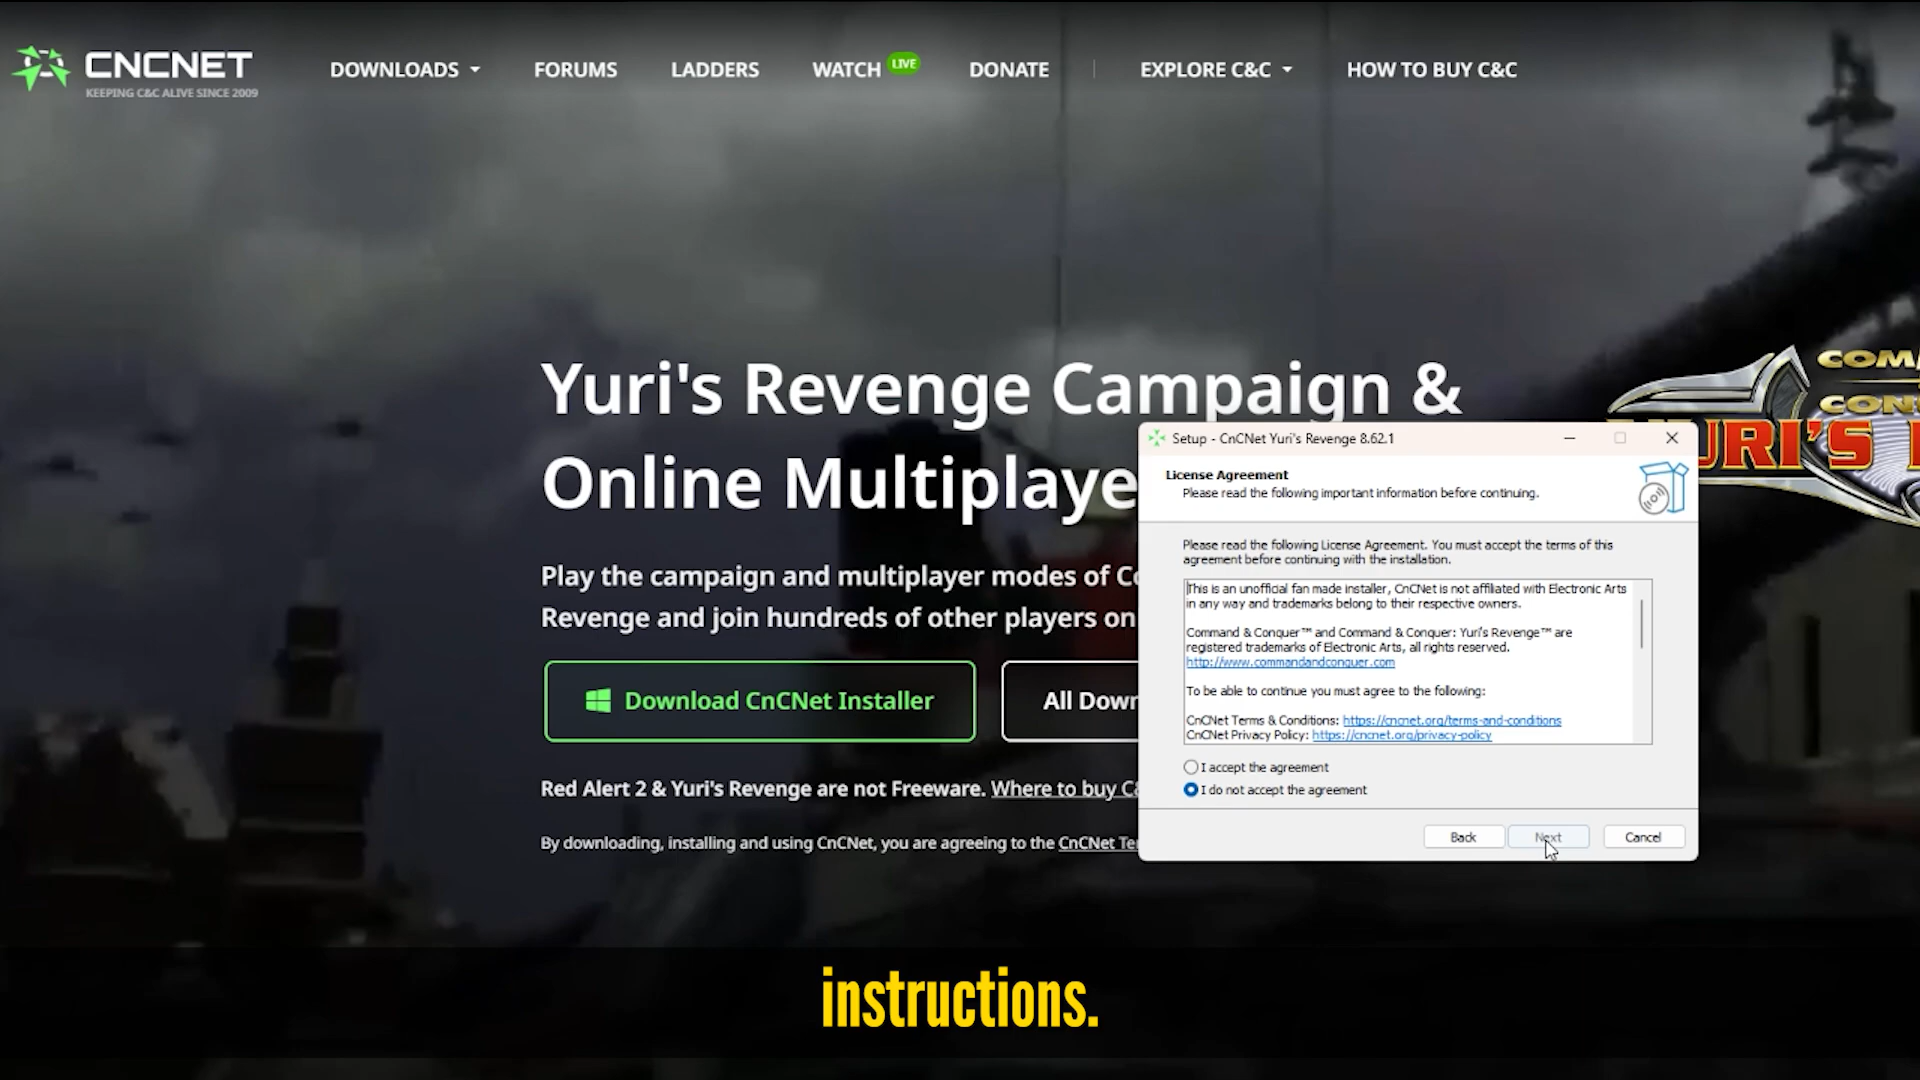 CNCNET
KEEPING C&C ALIVE SINCE 2009
DOWNLOADS
FORUMS
LADDERS
WATCH LIVE
DONATE
EXPLORE C&C
HOW TO BUY C&C
Yuri's Revenge Campaign &
Online Multiplaye
Play the campaign and multiplayer modes of Co
Revenge and join hundreds of other players on
Download CnCNet Installer
All Down
Red Alert 2 & Yuri's Revenge are not Freeware. Where to buy C&
By downloading, installing and using CnCNet, you are agreeing to the CnCNet Te
COM
CON
URI'S
Setup - CnCNet Yuri's Revenge 8.62.1
License Agreement
Please read the following important information before continuing.
Please read the following License Agreement. You must accept the terms of this
agreement before continuing with the installation.
This is an unofficial fan made installer, CnCNet is not affiliated with Electronic Arts
in any way and trademarks belong to their respective owners.
Command & Conquer™ and Command & Conquer: Yuri's Revenge™ are
registered trademarks of Electronic Arts, all rights reserved.
http://www.commandandconquer.com
To be able to continue you must agree to the following:
CnCNet Terms & Conditions: https://cncnet.org/terms-and-conditions
CnCNet Privacy Policy: https://cncnet.org/privacy-policy
I accept the agreement
I do not accept the agreement
Back
Next
Cancel
instructions.